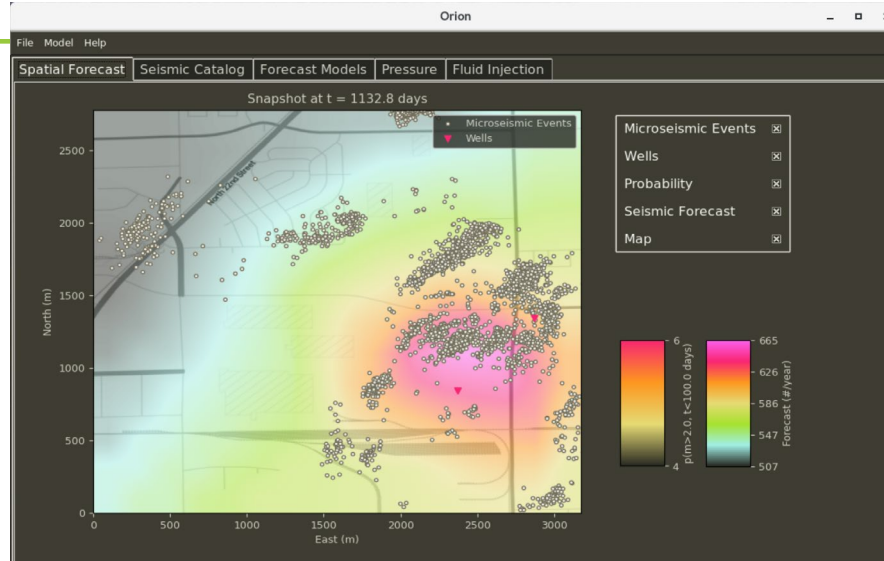 Orion
File Model Help
Spatial Forecast Seismic Catalog Forecast Models Pressure Fluid Injection
Snapshot at t = 1132.8 days
Microseismic Events
Wells
North 22nd Street
2500
2000
1500
1000
500
0
North (m)
0 500 1000 1500 2000 2500 3000
East (m)
Microseismic Events
Wells
Probability
Seismic Forecast
Map
6
4
p(m>2.0, t<100.0 days)
665
626
586
547
507
Forecast (#/year)